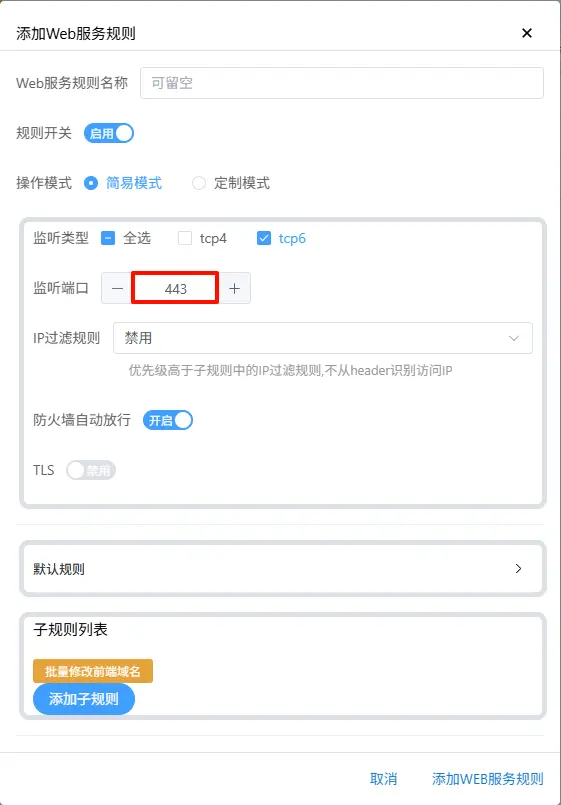 添加Web服务规则
Web服务规则名称 可留空
规则开关 启用
操作模式 简易模式 定制模式
监听类型 全选 tcp4 tcp6
监听端口 443
IP过滤规则 禁用
优先级高于子规则中的IP过滤规则,不从header识别访问IP
防火墙自动放行 开启
TLS 禁用
默认规则
子规则列表
批量修改前端域名
添加子规则
取消 添加WEB服务规则